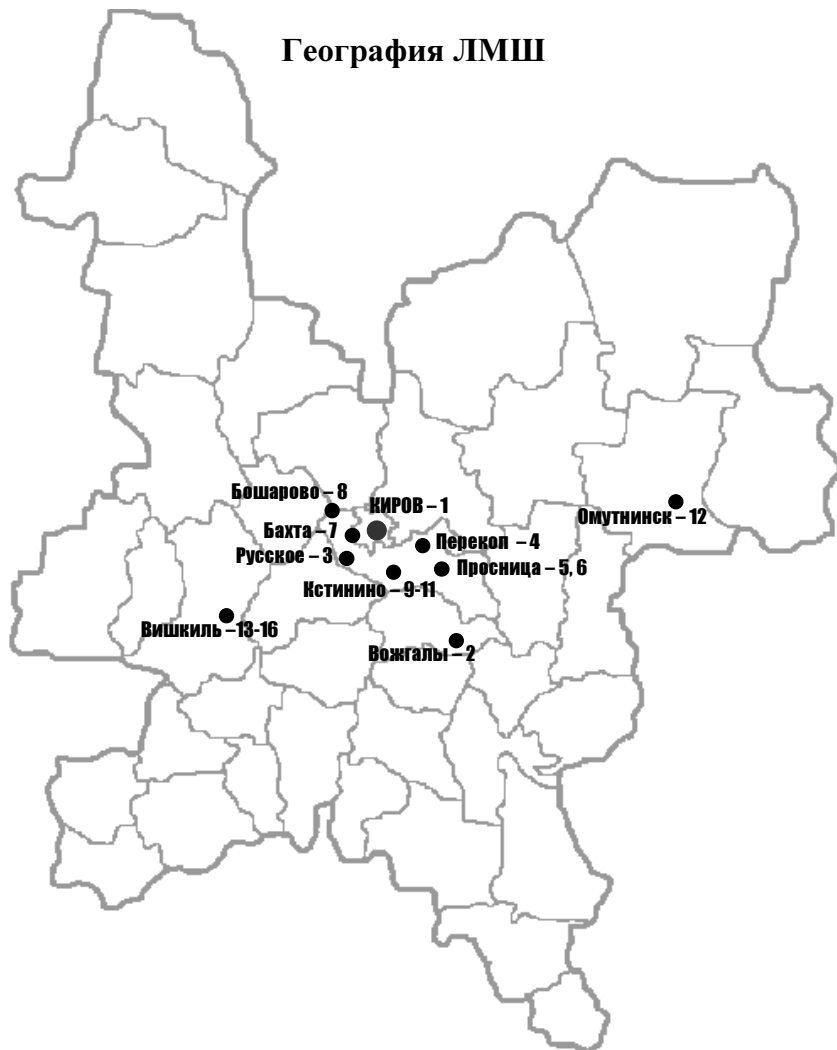 География ЛМШ
Бошарово – 8
КИРОВ – 1
Омутнинск – 12
Бахта – 7
Перекоп – 4
Русское – 3
Просница – 5, 6
Кстинино – 9-11
Вишкиль –13-16
Вожгалы – 2